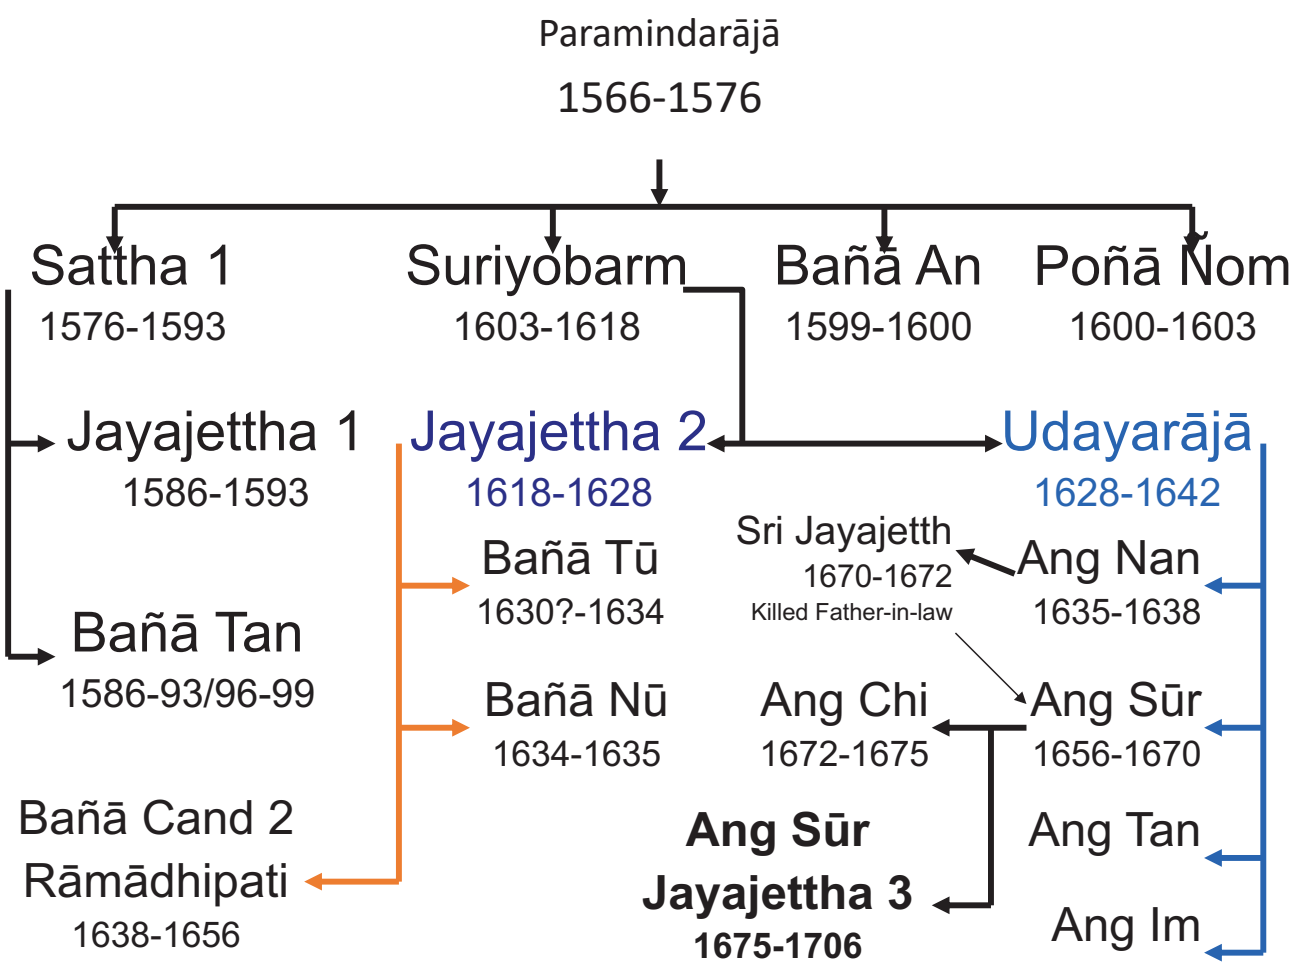 Paramindarājā
1566-1576
Sattha 1
1576-1593
Suriyobarm
1603-1618
Bañā An
1599-1600
Poñā Ñom
1600-1603
Jayajettha 1
1586-1593
Jayajettha 2
1618-1628
Udayarājā
1628-1642
Bañā Tū
1630?-1634
Sri Jayajetth
1670-1672
Killed Father-in-law
Ang Nan
1635-1638
Bañā Tan
1586-93/96-99
Bañā Nū
1634-1635
Ang Chi
1672-1675
Ang Sūr
1656-1670
Bañā Cand 2
Rāmādhipati
1638-1656
Ang Sūr
Jayajettha 3
1675-1706
Ang Tan
Ang Im